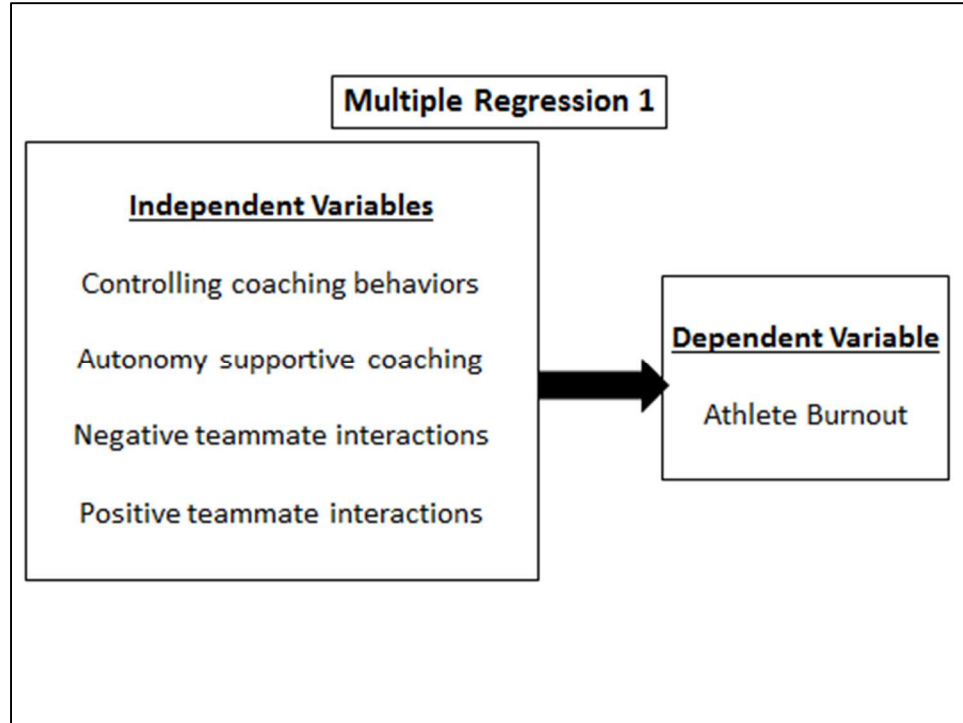 Multiple Regression 1
Independent Variables
Controlling coaching behaviors
Autonomy supportive coaching
Negative teammate interactions
Positive teammate interactions
Dependent Variable
Athlete Burnout